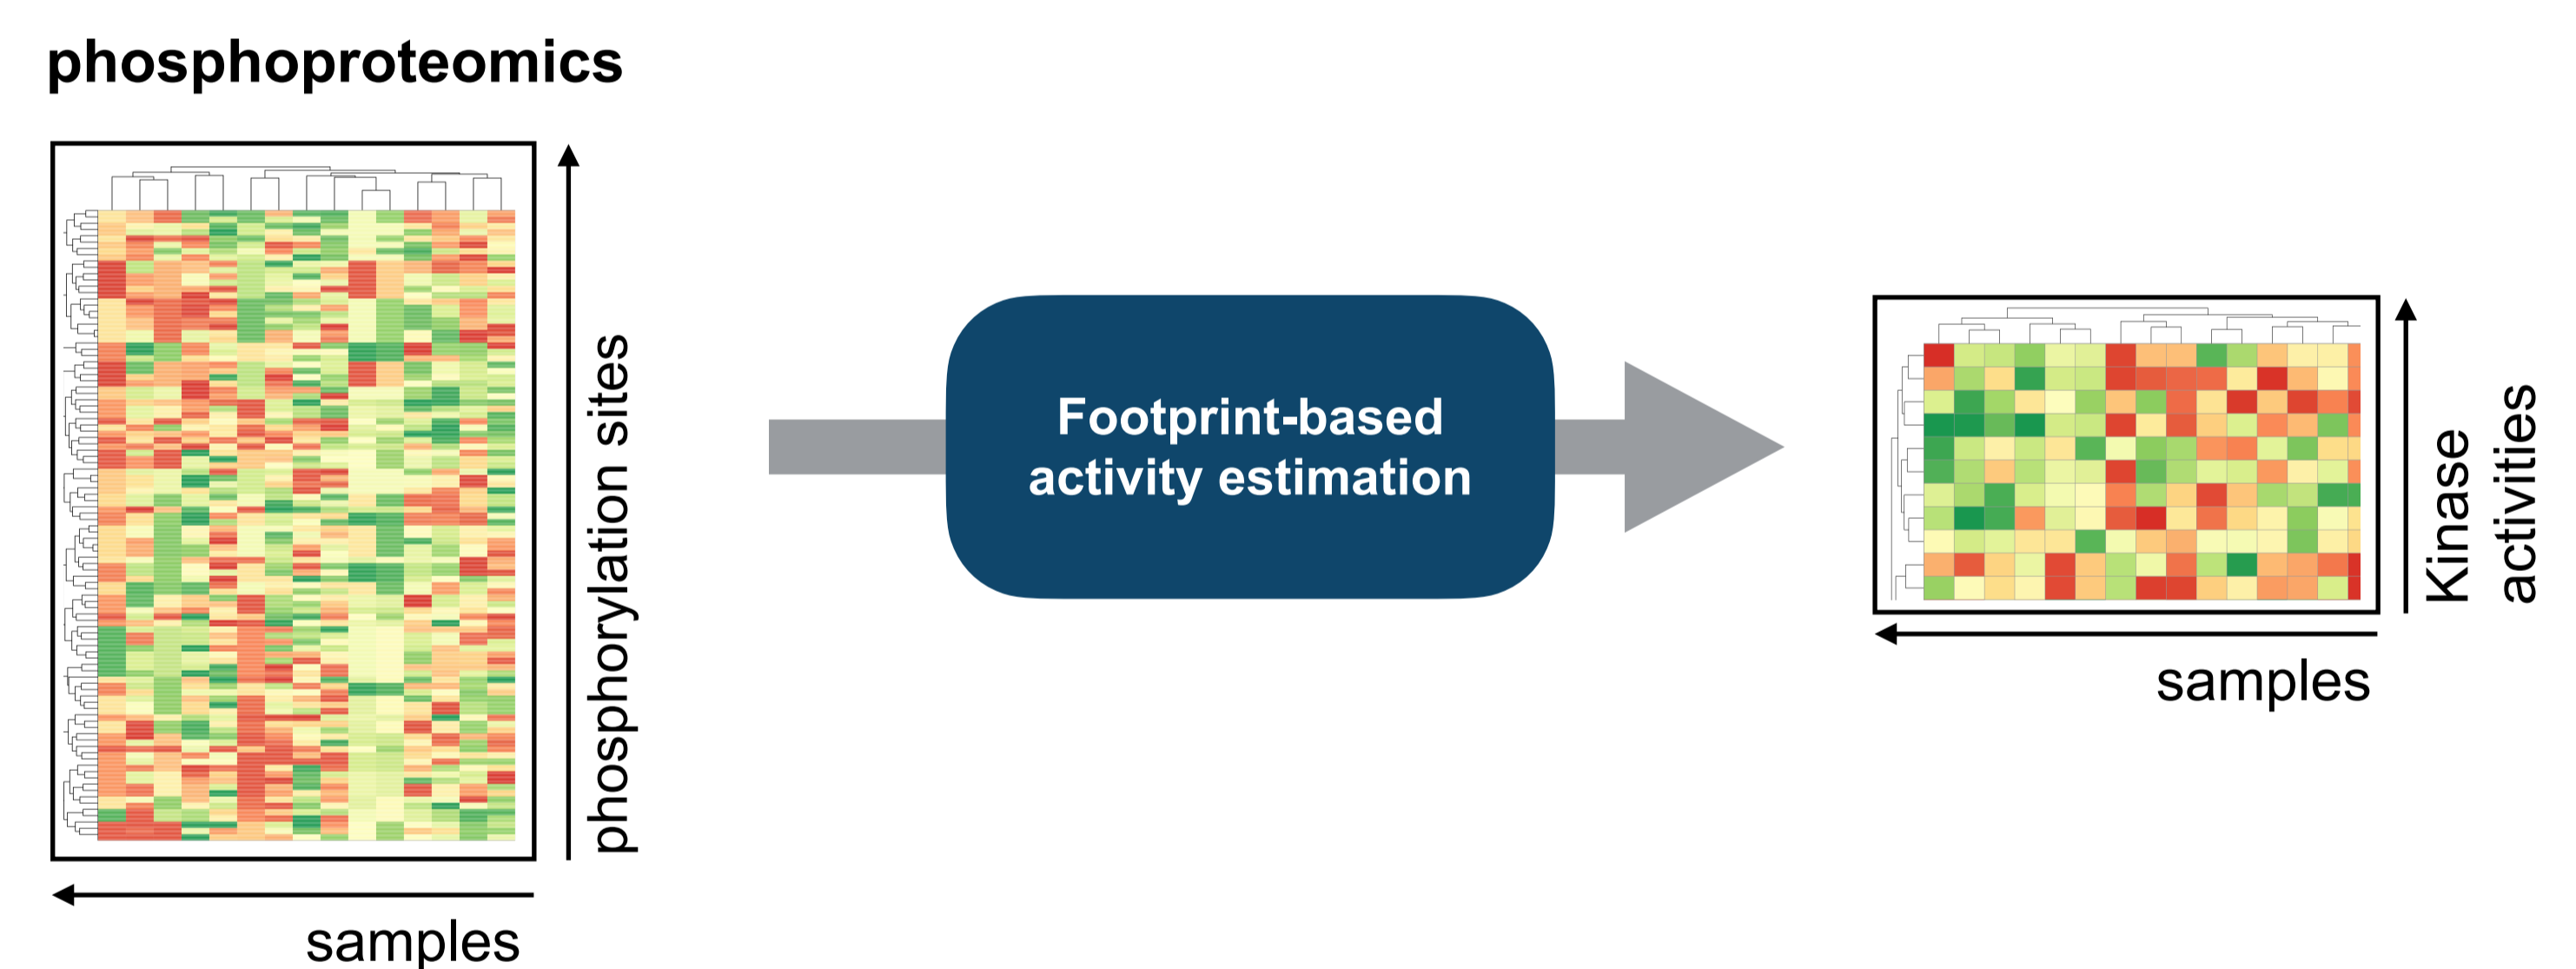 phosphoproteomics
phosphorylation sites
samples
Footprint-based
activity estimation
Kinase
activities
samples